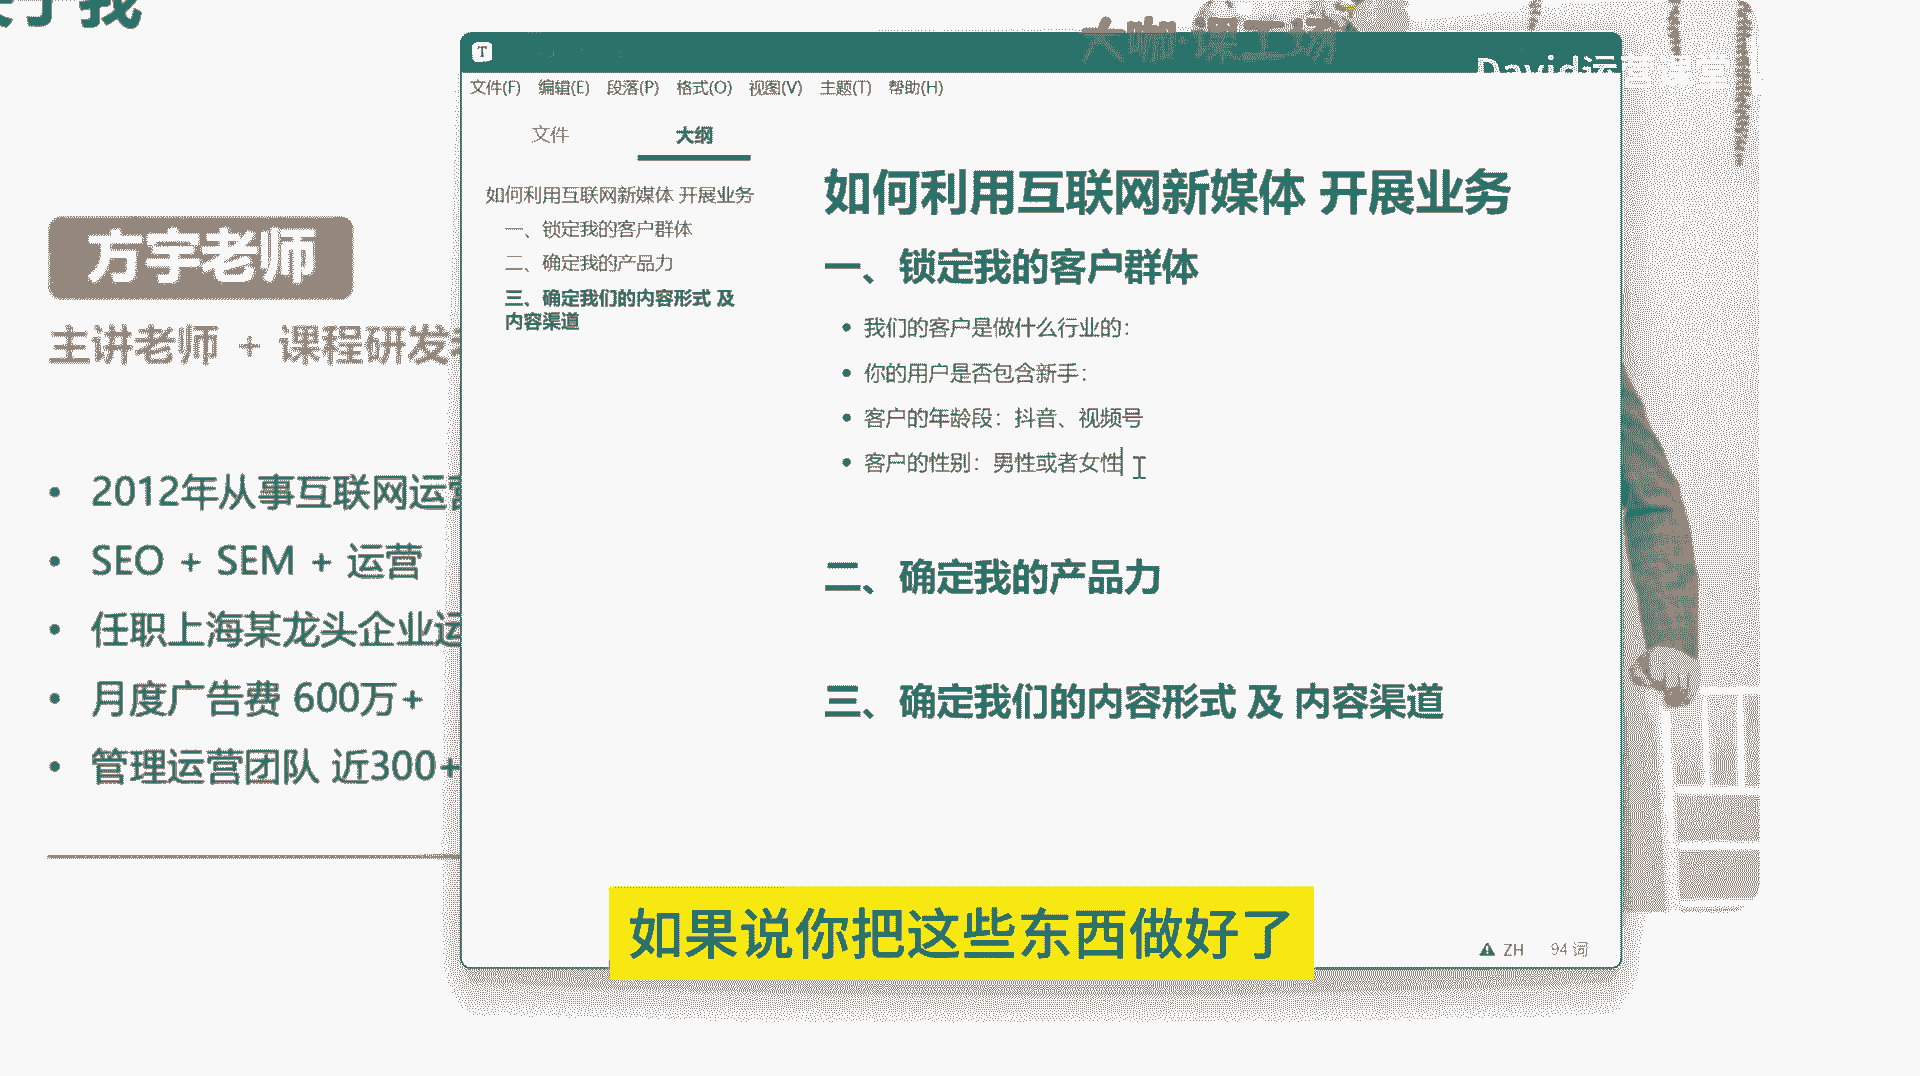 于我
大咖·课工场
David运营课堂
T
文件(F) 编辑(E) 段落(P) 格式(O) 视图(V) 主题(T) 帮助(H)
文件 大纲
如何利用互联网新媒体 开展业务
一、锁定我的客户群体
二、确定我的产品力
三、确定我们的内容形式 及
内容渠道
如何利用互联网新媒体 开展业务
一、锁定我的客户群体
• 我们的客户是做什么行业的：
• 你的用户是否包含新手：
• 客户的年龄段：抖音、视频号
• 客户的性别：男性或者女性
二、确定我的产品力
三、确定我们的内容形式 及 内容渠道
方宇老师
主讲老师 + 课程研发
• 2012年从事互联网运营
• SEO + SEM + 运营
• 任职上海某龙头企业运
• 月度广告费 600万+
• 管理运营团队 近300+
如果说你把这些东西做好了
ZH 94 词